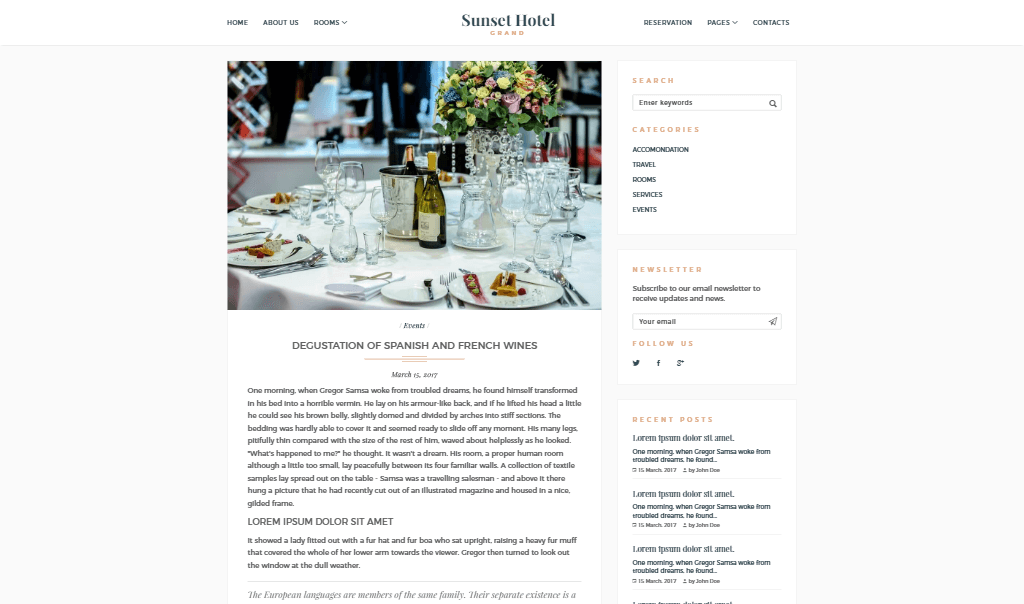 HOME ABOUT US ROOMS
Sunset Hotel
GRAND
RESERVATION PAGES CONTACTS
/ Events /
DEGUSTATION OF SPANISH AND FRENCH WINES
March 15, 2017
One morning, when Gregor Samsa woke from troubled dreams, he found himself transformed
in his bed into a horrible vermin. He lay on his armour-like back, and if he lifted his head a little
he could see his brown belly, slightly domed and divided by arches into stiff sections. The
bedding was hardly able to cover it and seemed ready to slide off any moment. His many legs,
pitifully thin compared with the size of the rest of him, waved about helplessly as he looked.
"What's happened to me?" he thought. It wasn't a dream. His room, a proper human room
although a little too small, lay peacefully between its four familiar walls. A collection of textile
samples lay spread out on the table - Samsa was a travelling salesman - and above it there
hung a picture that he had recently cut out of an illustrated magazine and housed in a nice,
gilded frame.
LOREM IPSUM DOLOR SIT AMET
It showed a lady fitted out with a fur hat and fur boa who sat upright, raising a heavy fur muff
that covered the whole of her lower arm towards the viewer. Gregor then turned to look out
the window at the dull weather.
The European languages are members of the same family. Their separate existence is a
SEARCH
Enter keywords
CATEGORIES
ACCOMONDATION
TRAVEL
ROOMS
SERVICES
EVENTS
NEWSLETTER
Subscribe to our email newsletter to
receive updates and news.
Your email
FOLLOW US
RECENT POSTS
Lorem ipsum dolor sit amet.
One morning, when Gregor Samsa woke from
troubled dreams, he found...
15 March, 2017 by John Doe
Lorem ipsum dolor sit amet.
One morning, when Gregor Samsa woke from
troubled dreams, he found...
15 March, 2017 by John Doe
Lorem ipsum dolor sit amet.
One morning, when Gregor Samsa woke from
troubled dreams, he found...
15 March, 2017 by John Doe